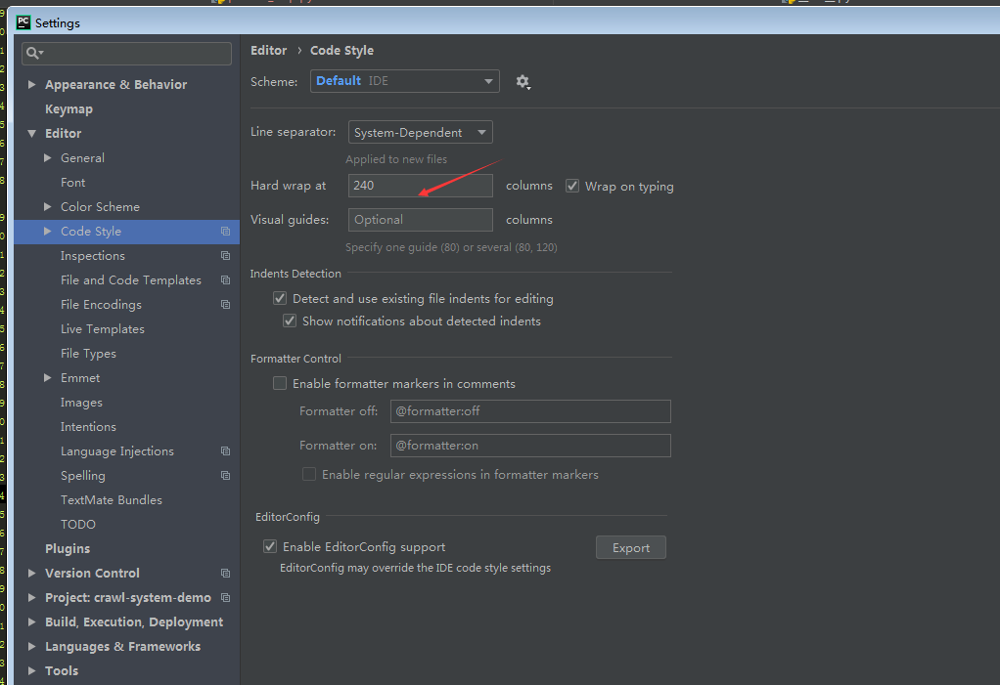 PC Settings
Appearance & Behavior
Keymap
Editor
General
Font
Color Scheme
Code Style
Inspections
File and Code Templates
File Encodings
Live Templates
File Types
Emmet
Images
Intentions
Language Injections
Spelling
TextMate Bundles
TODO
Plugins
Version Control
Project: crawl-system-demo
Build, Execution, Deployment
Languages & Frameworks
Tools
Editor › Code Style
Scheme: Default IDE
Line separator: System-Dependent
Applied to new files
Hard wrap at 240 columns Wrap on typing
Visual guides: Optional columns
Specify one guide (80) or several (80, 120)
Indents Detection
Detect and use existing file indents for editing
Show notifications about detected indents
Formatter Control
Enable formatter markers in comments
Formatter off: @formatter:off
Formatter on: @formatter:on
Enable regular expressions in formatter markers
EditorConfig
Enable EditorConfig support Export
EditorConfig may override the IDE code style settings